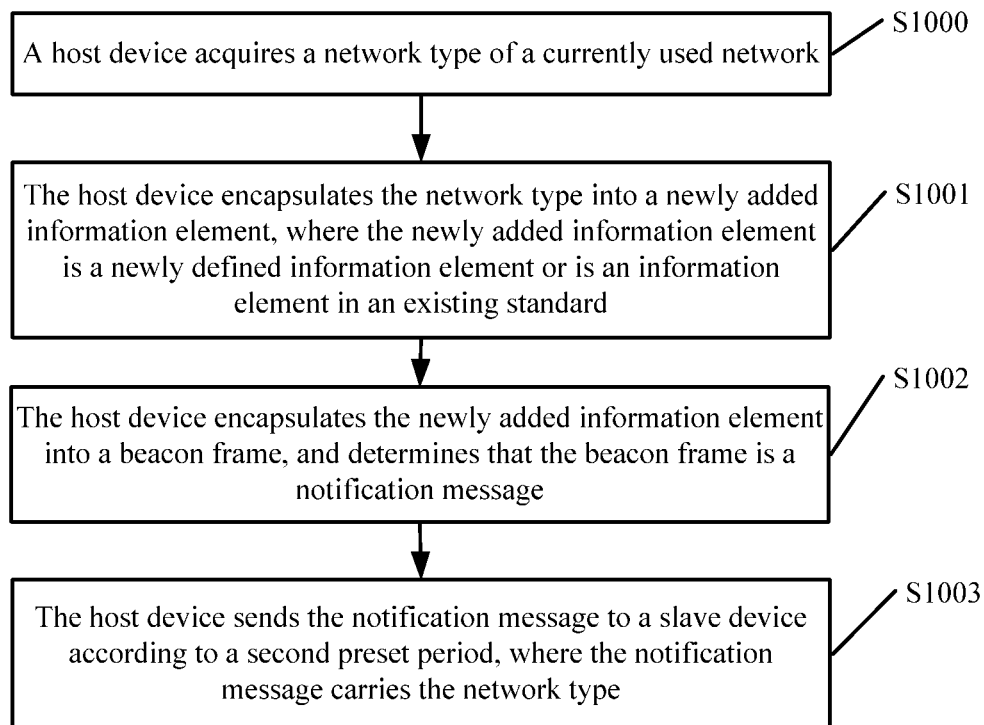 A host device acquires a network type of a currently used network
S1000
The host device encapsulates the network type into a newly added
information element, where the newly added information element
is a newly defined information element or is an information
element in an existing standard
S1001
The host device encapsulates the newly added information element
into a beacon frame, and determines that the beacon frame is a
notification message
S1002
The host device sends the notification message to a slave device
according to a second preset period, where the notification
message carries the network type
S1003